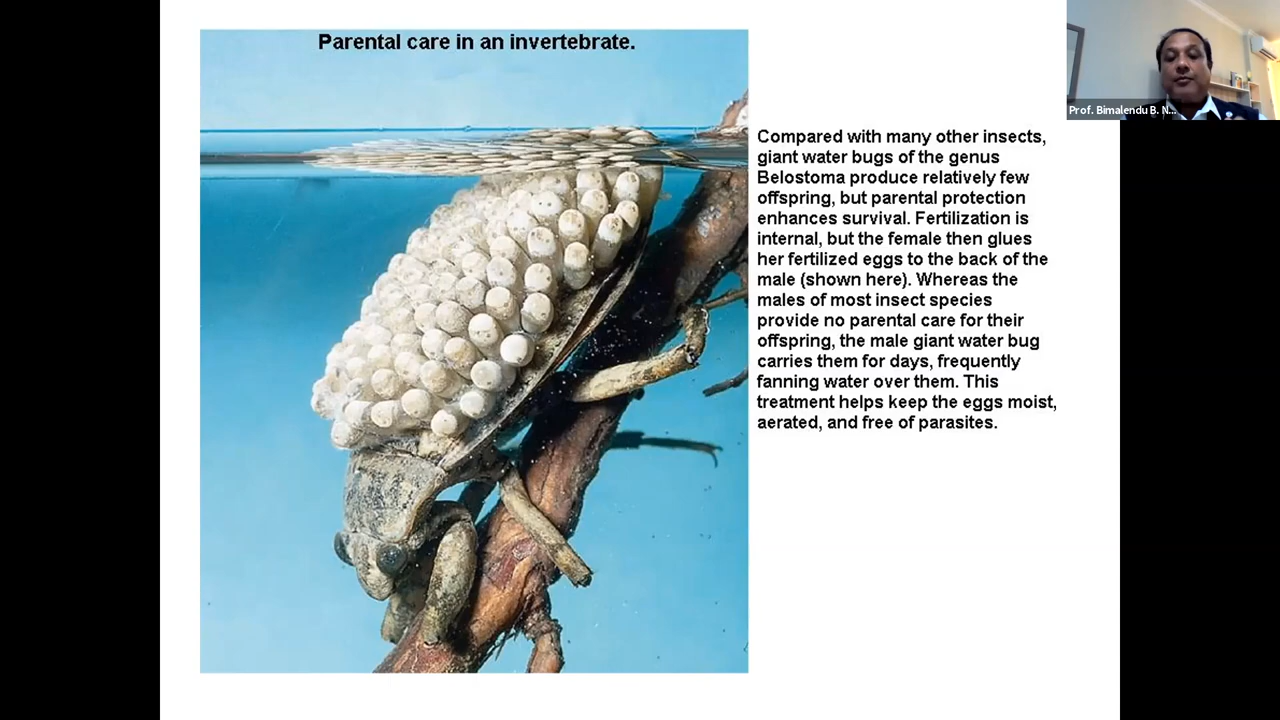 Parental care in an invertebrate.
Prof. Bimalendu B. N...
Compared with many other insects,
giant water bugs of the genus
Belostoma produce relatively few
offspring, but parental protection
enhances survival. Fertilization is
internal, but the female then glues
her fertilized eggs to the back of the
male (shown here). Whereas the
males of most insect species
provide no parental care for their
offspring, the male giant water bug
carries them for days, frequently
fanning water over them. This
treatment helps keep the eggs moist,
aerated, and free of parasites.